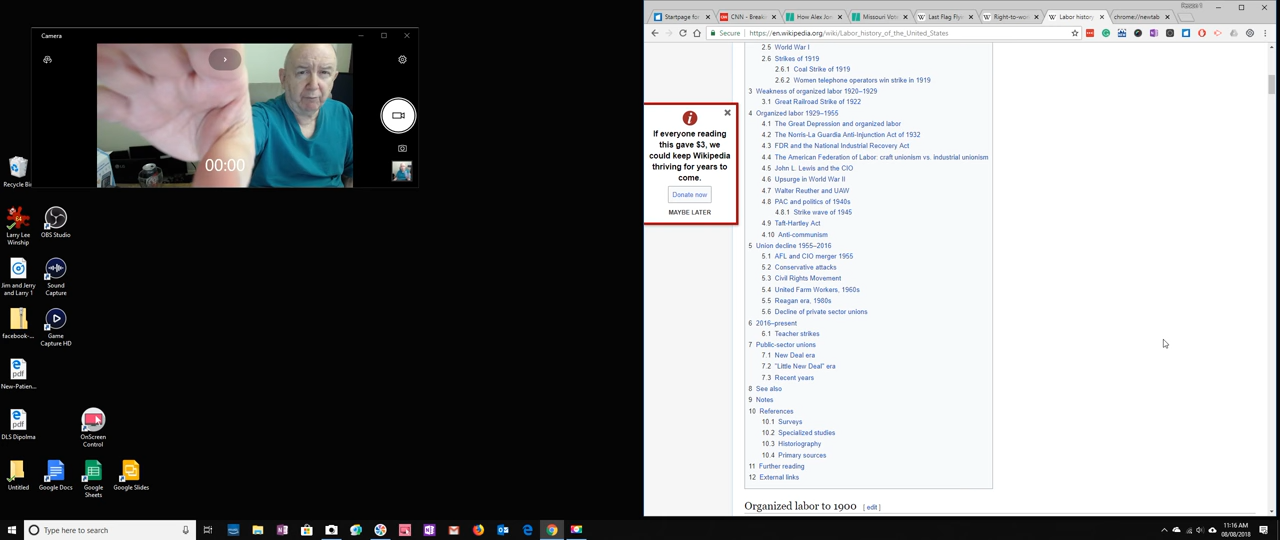 Camera
00:00
Recycle Bin
Larry Lee
Winship
OBS Studio
Jim and Jerry
and Larry 1
Sound
Capture
facebook-...
Game
Capture HD
New-Patien...
DLS Dipolma
OnScreen
Control
Untitled
Google Docs
Google
Sheets
Google Slides
Startpage for
CNN - Breaki
How Alex Jon
Missouri Vot
Last Flag Fly
Right-to-wo
Labor history
chrome://newtab
Secure
https://en.wikipedia.org/wiki/Labor_history_of_the_United_States
If everyone reading
this gave $3, we
could keep Wikipedia
thriving for years to
come.
Donate now
MAYBE LATER
2.5 World War I
2.6 Strikes of 1919
2.6.1 Coal Strike of 1919
2.6.2 Women telephone operators win strike in 1919
3 Weakness of organized labor 1920–1929
3.1 Great Railroad Strike of 1922
4 Organized labor 1929–1955
4.1 The Great Depression and organized labor
4.2 The Norris-La Guardia Anti-Injunction Act of 1932
4.3 FDR and the National Industrial Recovery Act
4.4 The American Federation of Labor: craft unionism vs. industrial unionism
4.5 John L. Lewis and the CIO
4.6 Upsurge in World War II
4.7 Walter Reuther and UAW
4.8 PAC and politics of 1940s
4.8.1 Strike wave of 1945
4.9 Taft-Hartley Act
4.10 Anti-communism
5 Union decline 1955–2016
5.1 AFL and CIO merger 1955
5.2 Conservative attacks
5.3 Civil Rights Movement
5.4 United Farm Workers, 1960s
5.5 Reagan era, 1980s
5.6 Decline of private sector unions
6 2016–present
6.1 Teacher strikes
7 Public-sector unions
7.1 New Deal era
7.2 "Little New Deal" era
7.3 Recent years
8 See also
9 Notes
10 References
10.1 Surveys
10.2 Specialized studies
10.3 Historiography
10.4 Primary sources
11 Further reading
12 External links
Organized labor to 1900 [ edit ]
Type here to search
11:16 AM
08/08/2018